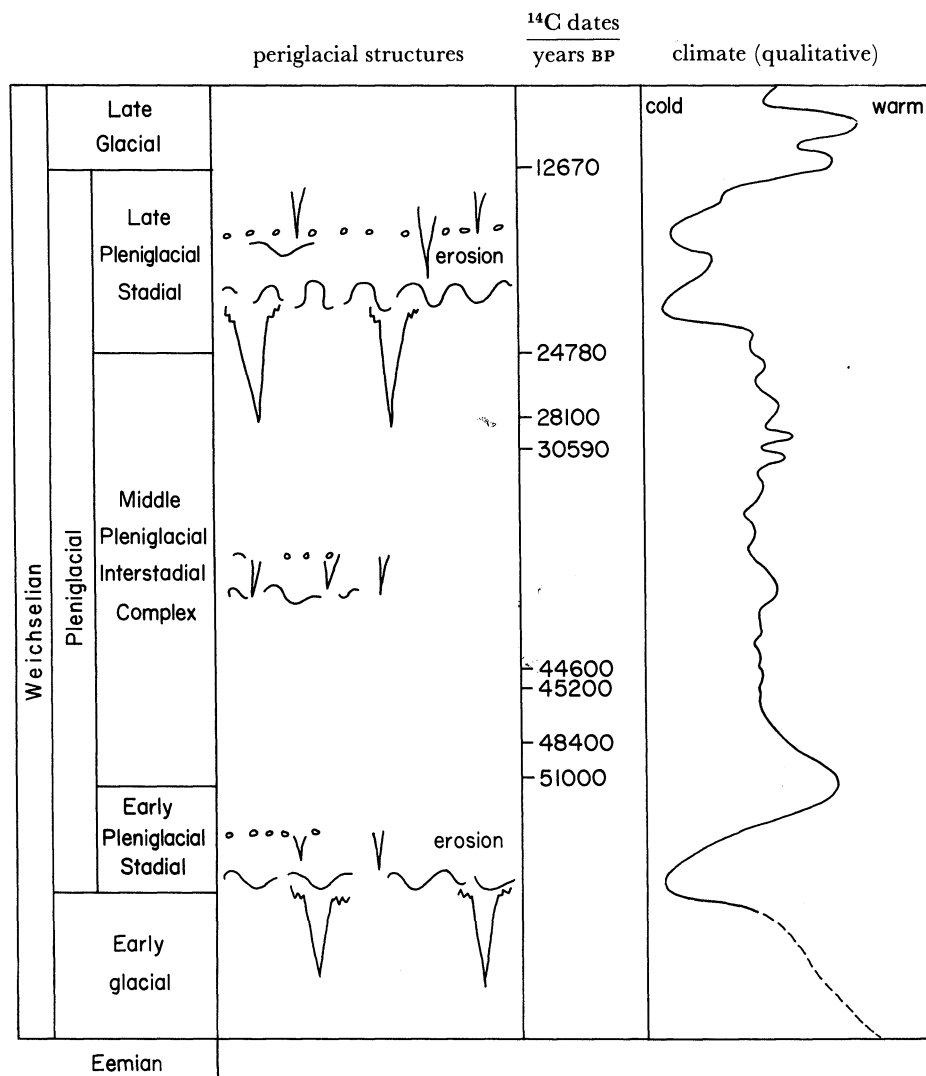 periglacial structures
¹⁴C dates
years BP
climate (qualitative)
cold
warm
Late
Glacial
12670
Late
Pleniglacial
Stadial
erosion
24780
28100
30590
Middle
Pleniglacial
Interstadial
Complex
44600
45200
48400
51000
Early
Pleniglacial
Stadial
erosion
Early
glacial
Pleniglacial
Weichselian
Eemian